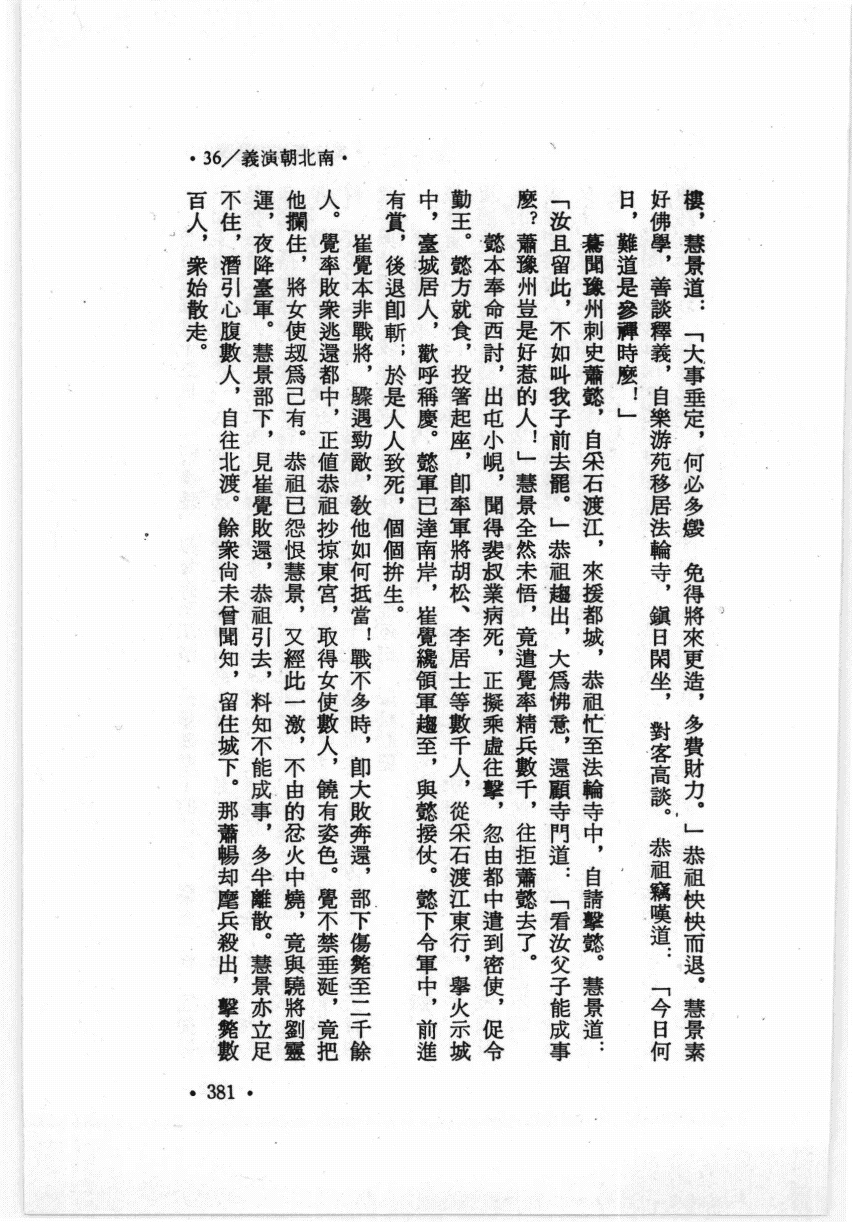 •36／南北朝演義•
樓，慧景道：「大事垂定，何必多燬　免得將來更造，多費財力。」恭祖怏怏而退。慧景素
好佛學，善談釋義，自樂游苑移居法輪寺，鎮日閑坐，對客高談。恭祖竊嘆道：「今日何
日，難道是參禪時麽！」
驀聞豫州刺史蕭懿，自采石渡江，來援都城，恭祖忙至法輪寺中，自請擊懿。慧景道：
「汝且留此，不如叫我子前去罷。」恭祖趨出，大爲怫意，還顧寺門道：「看汝父子能成事
麽？蕭豫州豈是好惹的人！」慧景全然未悟，竟遣覺率精兵數千，往拒蕭懿去了。
懿本奉命西討，出屯小峴，聞得裴叔業病死，正擬乘虛往擊，忽由都中遣到密使，促令
勤王。懿方就食，投箸起座，卽率軍將胡松、李居士等數千人，從采石渡江東行，舉火示城
中，臺城居人，歡呼稱慶。懿軍已達南岸，崔覺纔領軍趨至，與懿接仗。懿下令軍中，前進
有賞，後退卽斬；於是人人致死，個個拚生。
崔覺本非戰將，驟遇勁敵，敎他如何抵當！戰不多時，卽大敗奔還，部下傷斃至二千餘
人。覺率敗衆逃還都中，正值恭祖抄掠東宮，取得女使數人，饒有姿色。覺不禁垂涎，竟把
他攔住，將女使刼爲己有。恭祖已怨恨慧景，又經此一激，不由的忿火中燒，竟與驍將劉靈
運，夜降臺軍。慧景部下，見崔覺敗還，恭祖引去，料知不能成事，多半離散。慧景亦立足
不住，潛引心腹數人，自往北渡。餘衆尙未曾聞知，留住城下。那蕭暢却麾兵殺出，擊斃數
百人，衆始散走。
•381•